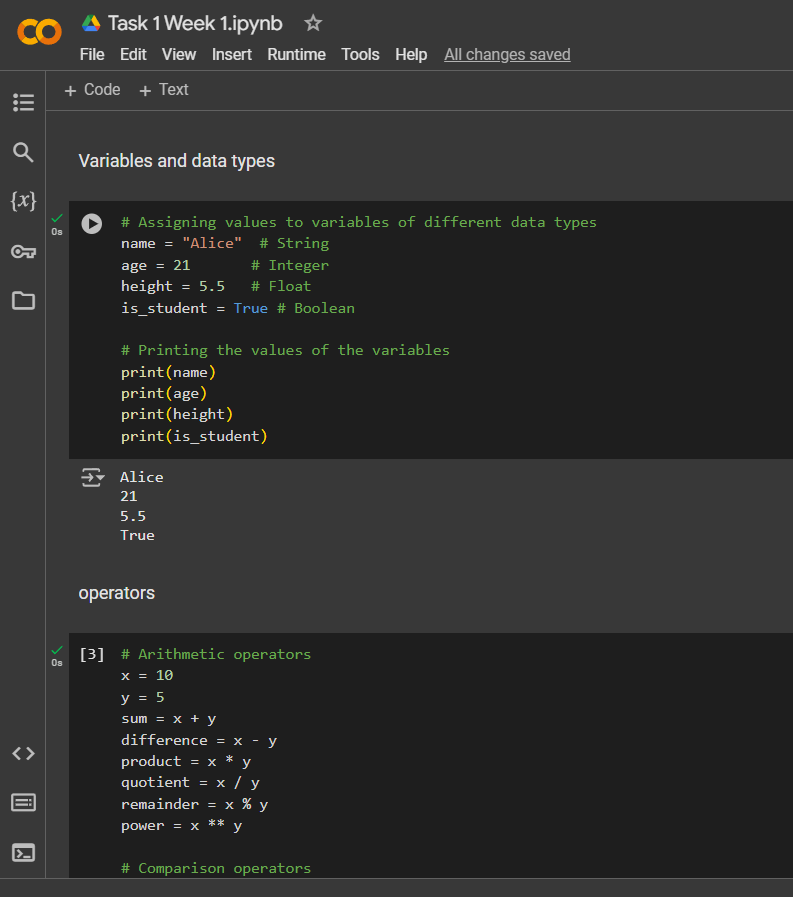 Task 1 Week 1.ipynb
File Edit View Insert Runtime Tools Help All changes saved
+ Code + Text
{x}
Variables and data types
0s
# Assigning values to variables of different data types
name = "Alice"  # String
age = 21       # Integer
height = 5.5   # Float
is_student = True # Boolean
# Printing the values of the variables
print(name)
print(age)
print(height)
print(is_student)
Alice
21
5.5
True
operators
0s
[3] # Arithmetic operators
x = 10
y = 5
sum = x + y
difference = x - y
product = x * y
quotient = x / y
remainder = x % y
power = x ** y
# Comparison operators